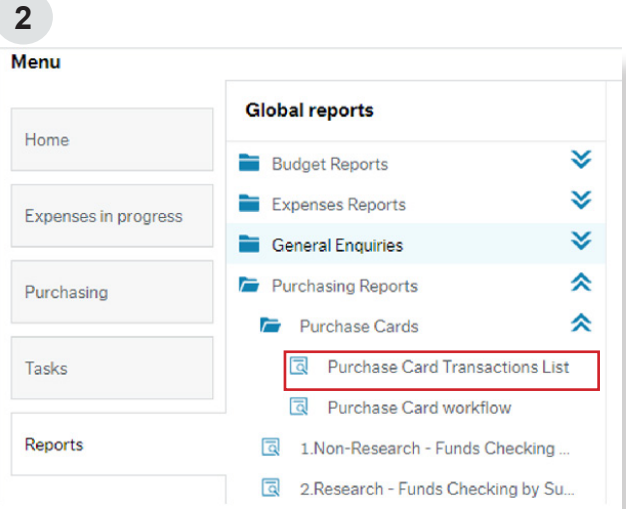 2
Menu
Home
Expenses in progress
Purchasing
Tasks
Reports
Global reports
Budget Reports
Expenses Reports
General Enquiries
Purchasing Reports
Purchase Cards
Purchase Card Transactions List
Purchase Card workflow
1.Non-Research - Funds Checking ...
2.Research - Funds Checking by Su...